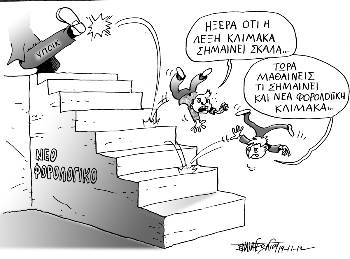 ΥΠΟΙΚ
ΗΞΕΡΑ ΟΤΙ Η
ΛΕΞΗ ΚΛΙΜΑΚΑ
ΣΗΜΑΙΝΕΙ ΣΚΑΛΑ...
ΤΩΡΑ
ΜΑΘΑΙΝΕΙΣ
ΤΙ ΣΗΜΑΙΝΕΙ
ΚΑΙ ΝΕΑ ΦΟΡΟΛΟΓΙΚΗ
ΚΛΙΜΑΚΑ...
ΝΕΟ
ΦΟΡΟΛΟΓΙΚΟ